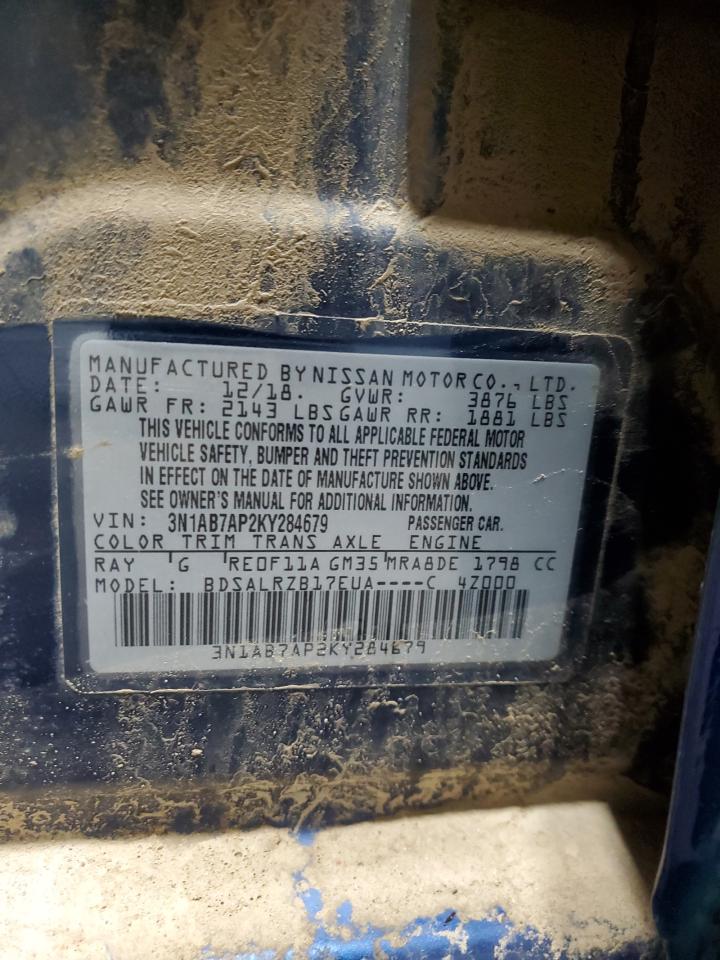 MANUFACTURED BY NISSAN MOTOR CO., LTD.
DATE: 12/18. GVWR: 3876 LBS
GAWR FR: 2143 LBS GAWR RR: 1881 LBS
THIS VEHICLE CONFORMS TO ALL APPLICABLE FEDERAL MOTOR
VEHICLE SAFETY, BUMPER AND THEFT PREVENTION STANDARDS
IN EFFECT ON THE DATE OF MANUFACTURE SHOWN ABOVE.
SEE OWNER'S MANUAL FOR ADDITIONAL INFORMATION.
VIN: 3N1AB7AP2KY284679 PASSENGER CAR.
COLOR TRIM TRANS AXLE ENGINE
RAY G RE0F11A GM35 MRA8DE 1798 CC
MODEL: BDSALRZB17EUA----C 4Z000
3N1AB7AP2KY284679